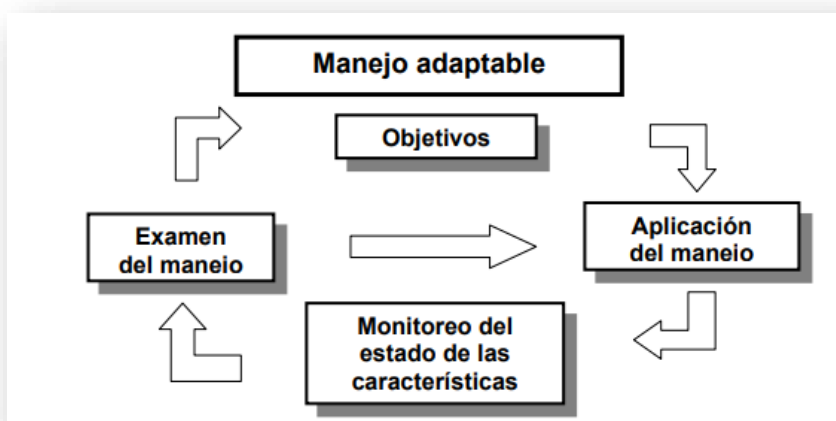 Manejo adaptable
Objetivos
Examen
del maneio
Aplicación
del maneio
Monitoreo del
estado de las
características